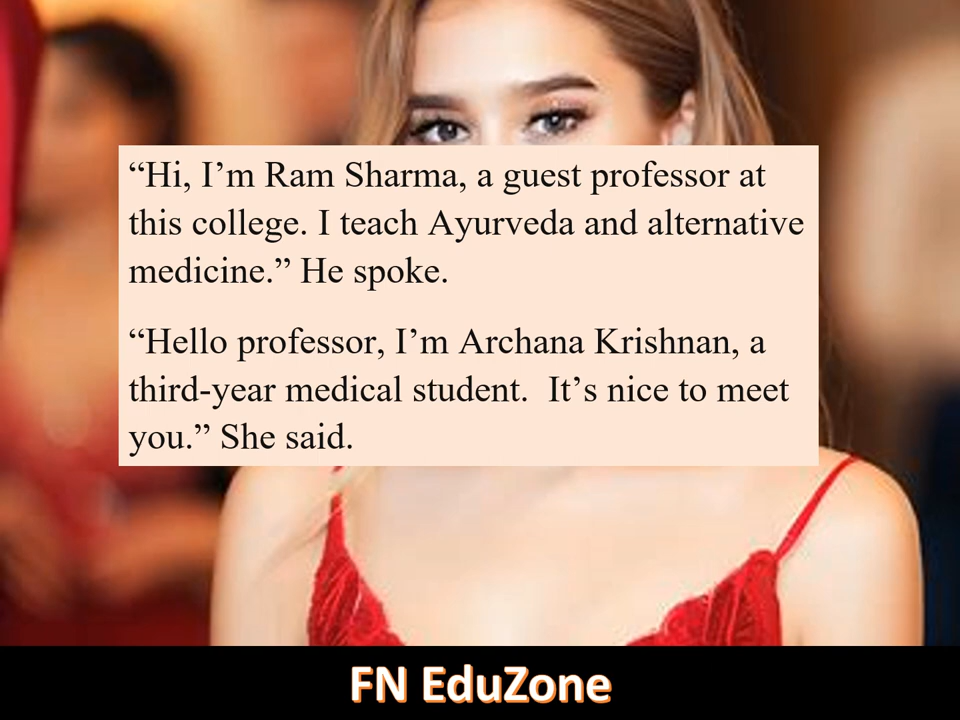 “Hi, I’m Ram Sharma, a guest professor at
this college. I teach Ayurveda and alternative
medicine.” He spoke.
“Hello professor, I’m Archana Krishnan, a
third-year medical student.  It’s nice to meet
you.” She said.
FN EduZone